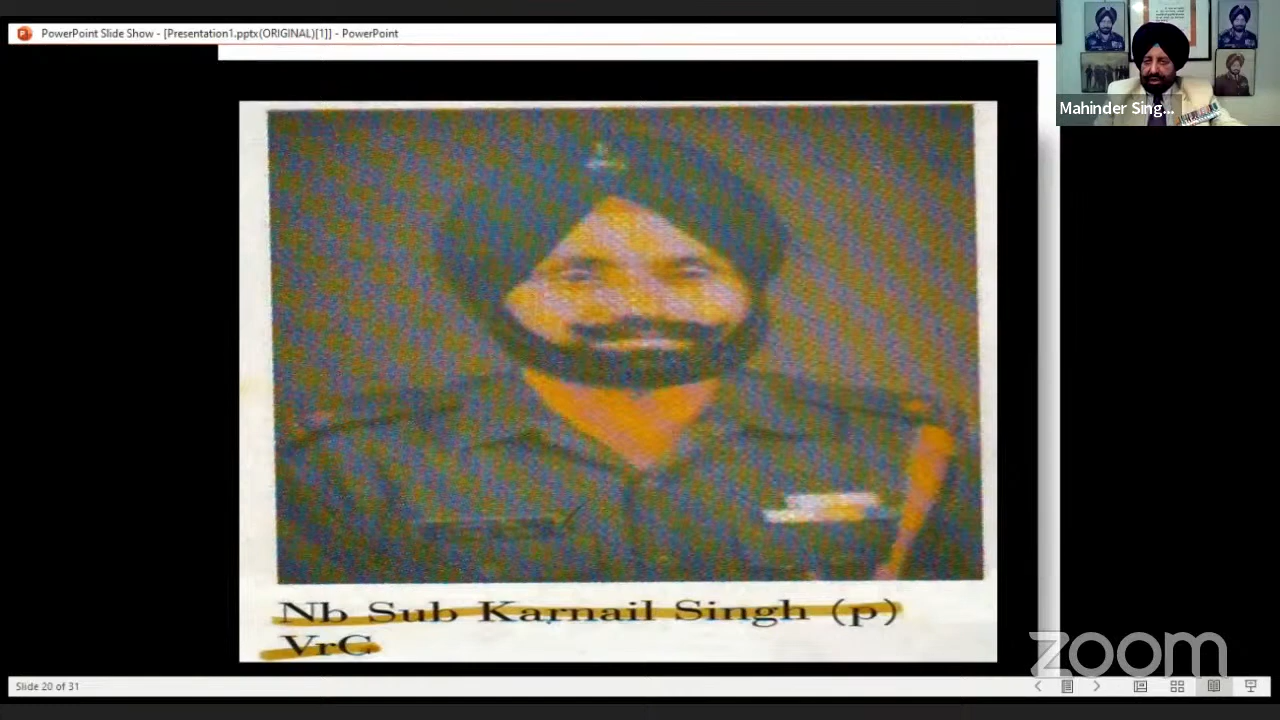 PowerPoint Slide Show - [Presentation1.pptx(ORIGINAL)[1]] - PowerPoint
Mahinder Sing...
Nb Sub Karnail Singh (p)
VrC
zoom
Slide 20 of 31